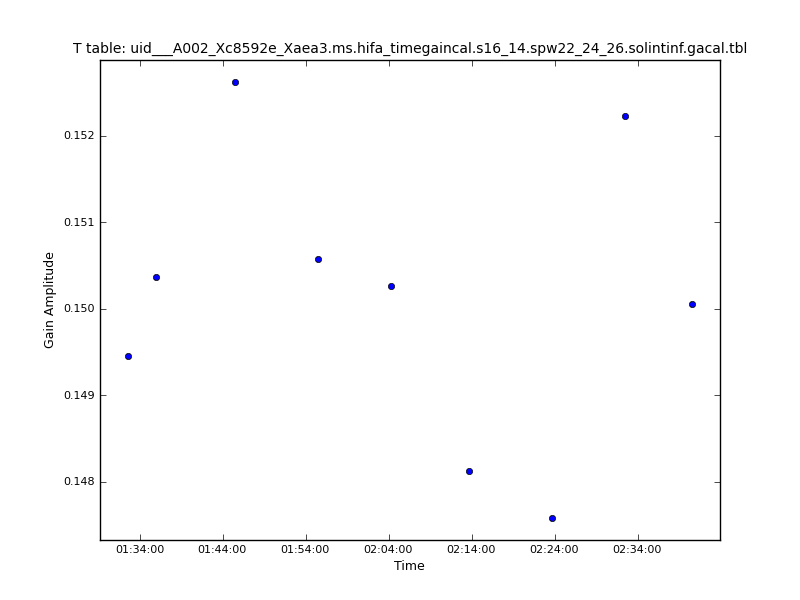 T table: uid___A002_Xc8592e_Xaea3.ms.hifa_timegaincal.s16_14.spw22_24_26.solintinf.gacal.tbl
0.152
0.151
0.150
0.149
0.148
Gain Amplitude
01:34:00 01:44:00 01:54:00 02:04:00 02:14:00 02:24:00 02:34:00
Time